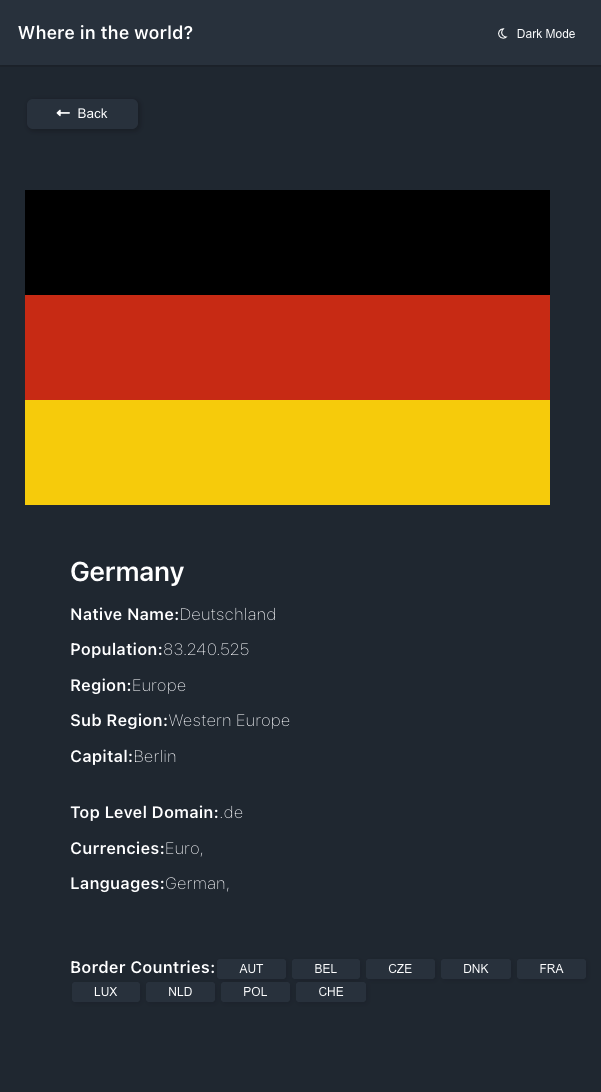 Where in the world? Dark Mode
Back
Germany
Native Name:Deutschland
Population:83.240.525
Region:Europe
Sub Region:Western Europe
Capital:Berlin
Top Level Domain:.de
Currencies:Euro,
Languages:German,
Border Countries: AUT BEL CZE DNK FRA
LUX NLD POL CHE